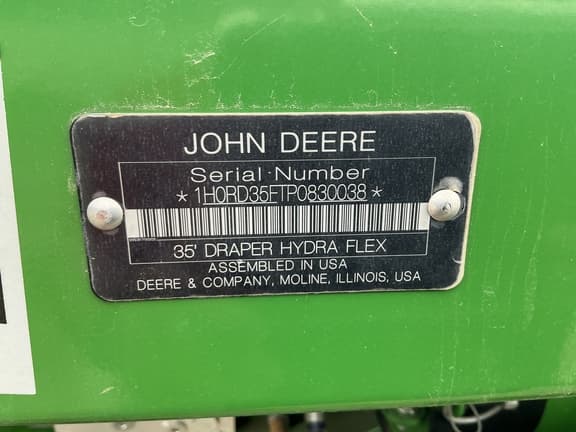 JOHN DEERE
Serial Number
*1H0RD35FTP0830038*
35' DRAPER HYDRA FLEX
ASSEMBLED IN USA
DEERE & COMPANY, MOLINE, ILLINOIS, USA